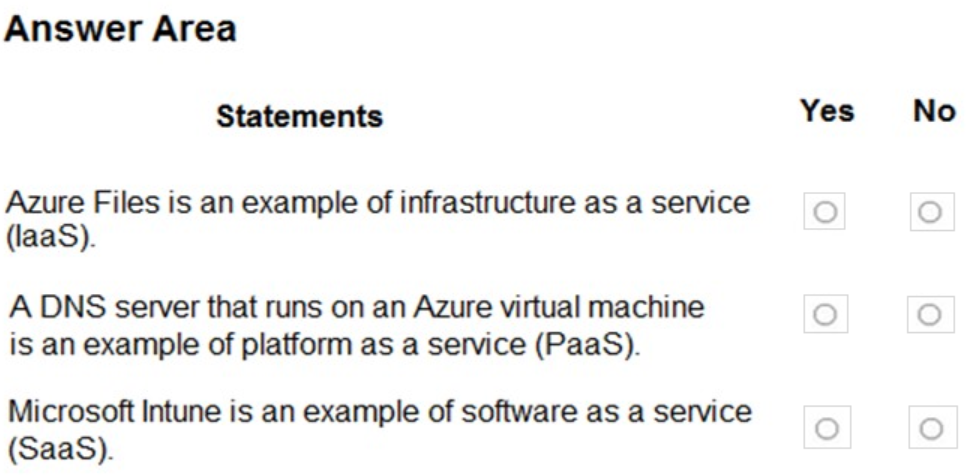 Answer Area
Statements Yes No
Azure Files is an example of infrastructure as a service
(IaaS).
A DNS server that runs on an Azure virtual machine
is an example of platform as a service (PaaS).
Microsoft Intune is an example of software as a service
(SaaS).